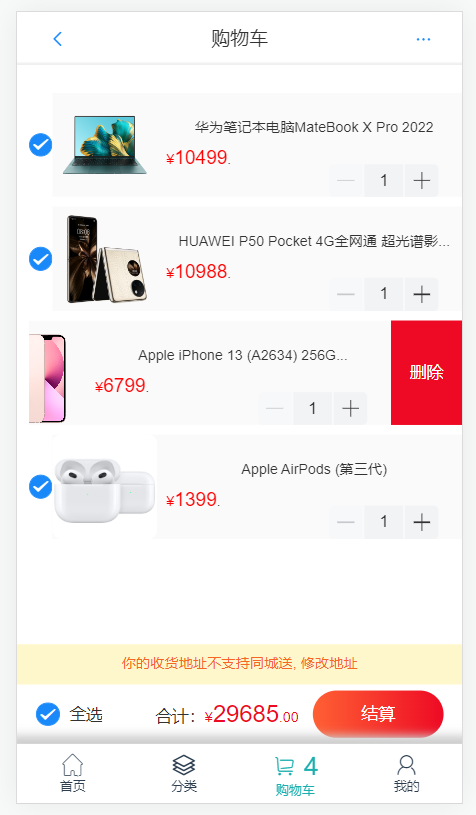 购物车
华为笔记本电脑MateBook X Pro 2022
¥10499.
1
HUAWEI P50 Pocket 4G全网通 超光谱影...
¥10988.
1
Apple iPhone 13 (A2634) 256G...
¥6799.
1
删除
Apple AirPods (第三代)
¥1399.
1
你的收货地址不支持同城送, 修改地址
全选 合计: ¥29685.00 结算
4
首页 分类 购物车 我的